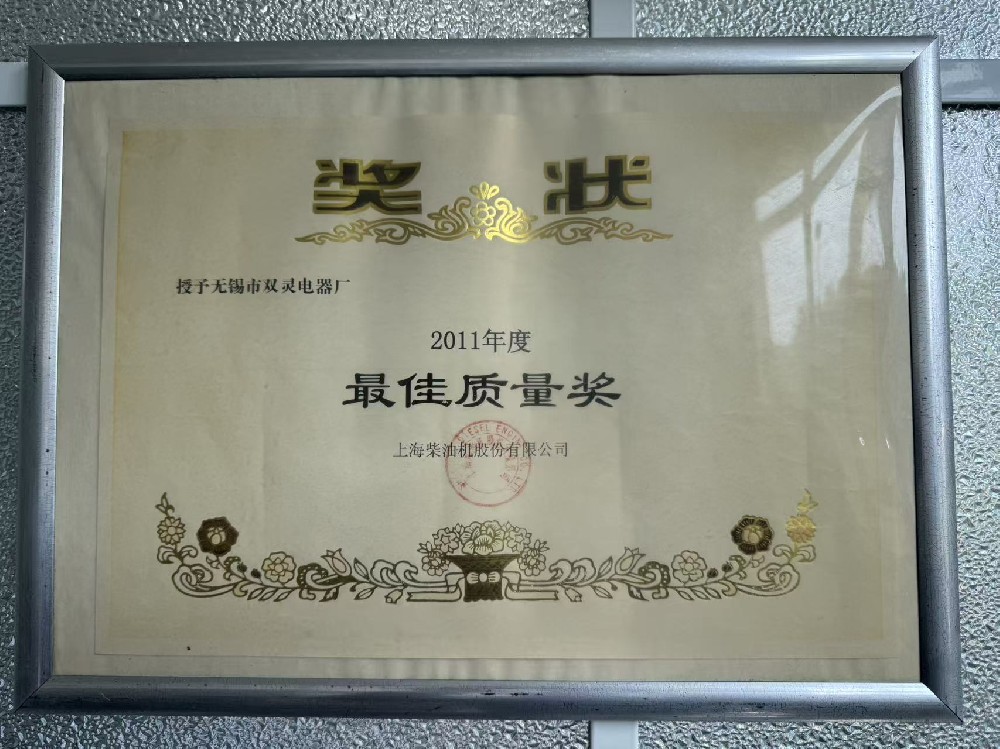 奖状
授予无锡市双灵电器厂
2011年度
最佳质量奖
上海柴油机股份有限公司